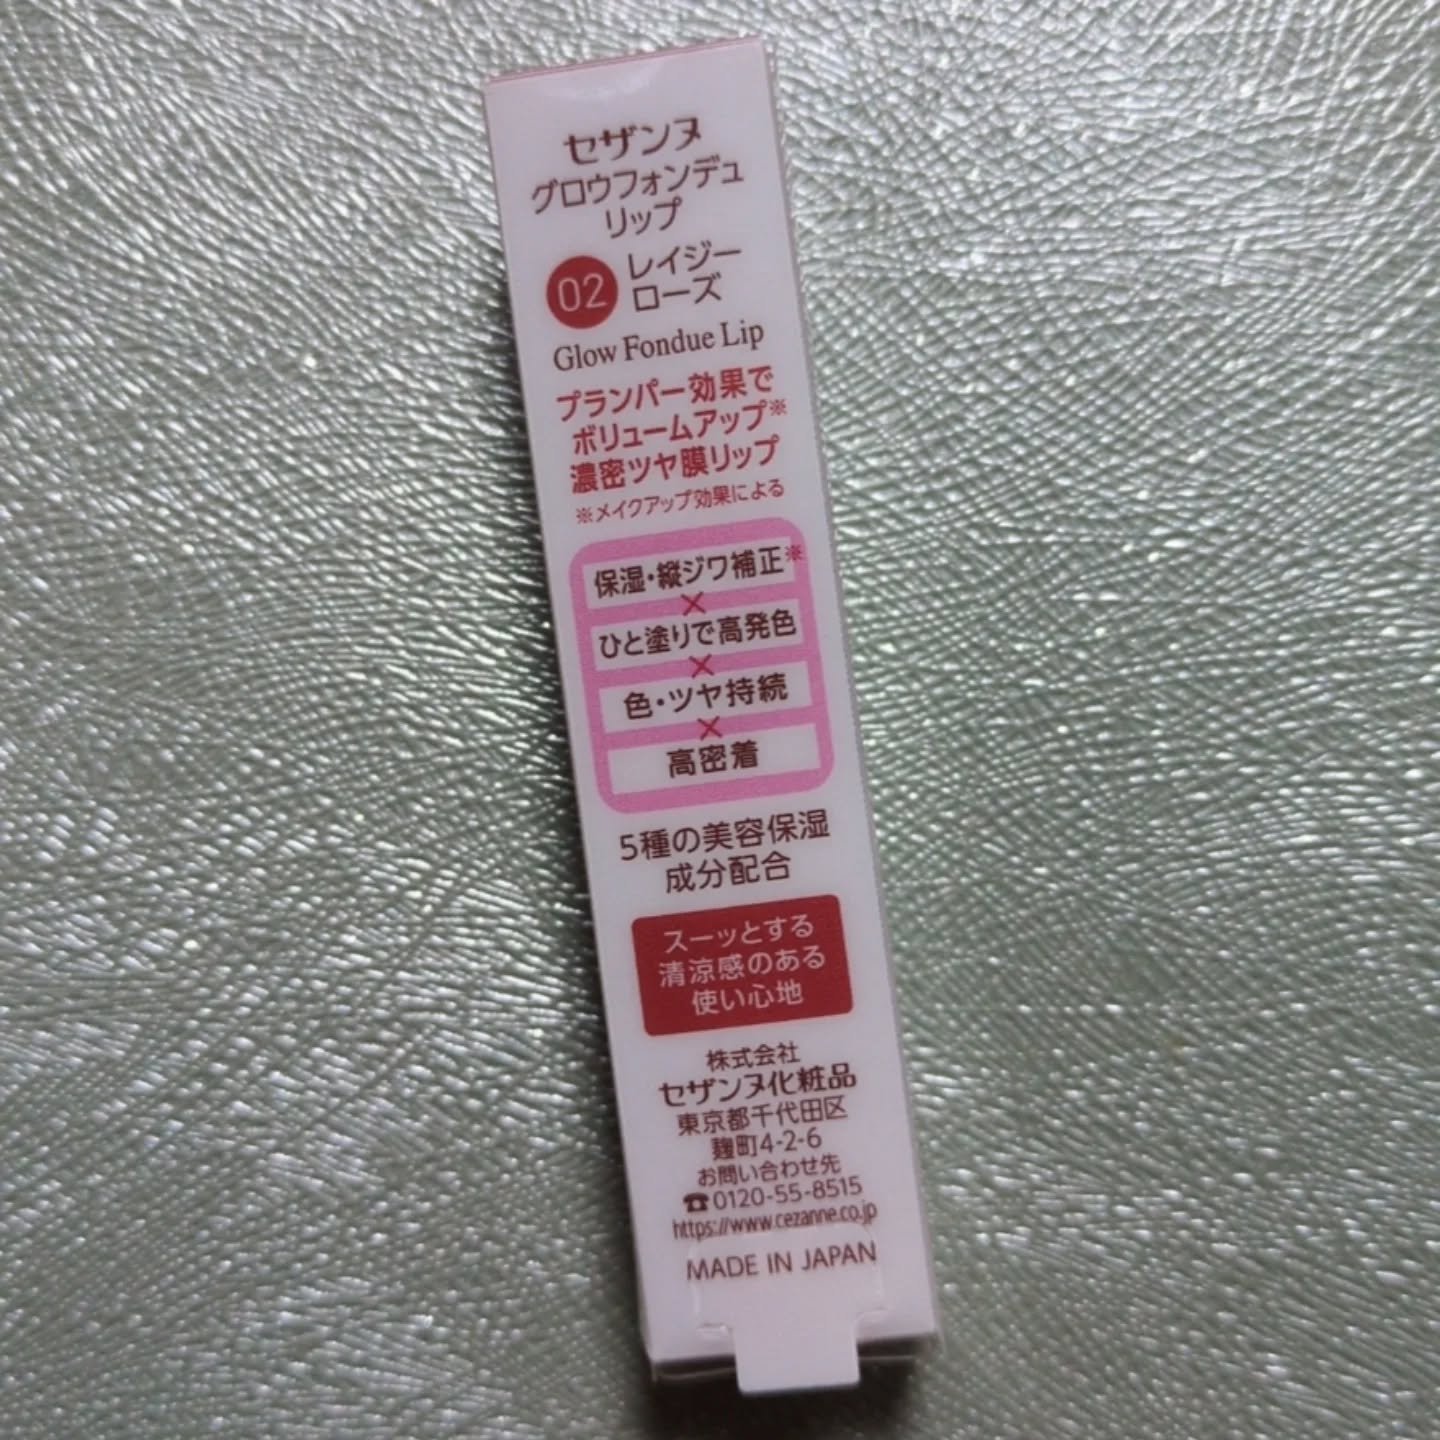 セザンヌ
グロウフォンデュ
リップ
02 レイジー
ローズ
Glow Fondue Lip
プランパー効果で
ボリュームアップ※
濃密ツヤ膜リップ
※メイクアップ効果による
保湿・縦ジワ補正※
×
ひと塗りで高発色
×
色・ツヤ持続
×
高密着
5種の美容保湿
成分配合
スーッとする
清涼感のある
使い心地
株式会社
セザンヌ化粧品
東京都千代田区
麹町4-2-6
お問い合わせ先
☎0120-55-8515
https://www.cezanne.co.jp
MADE IN JAPAN